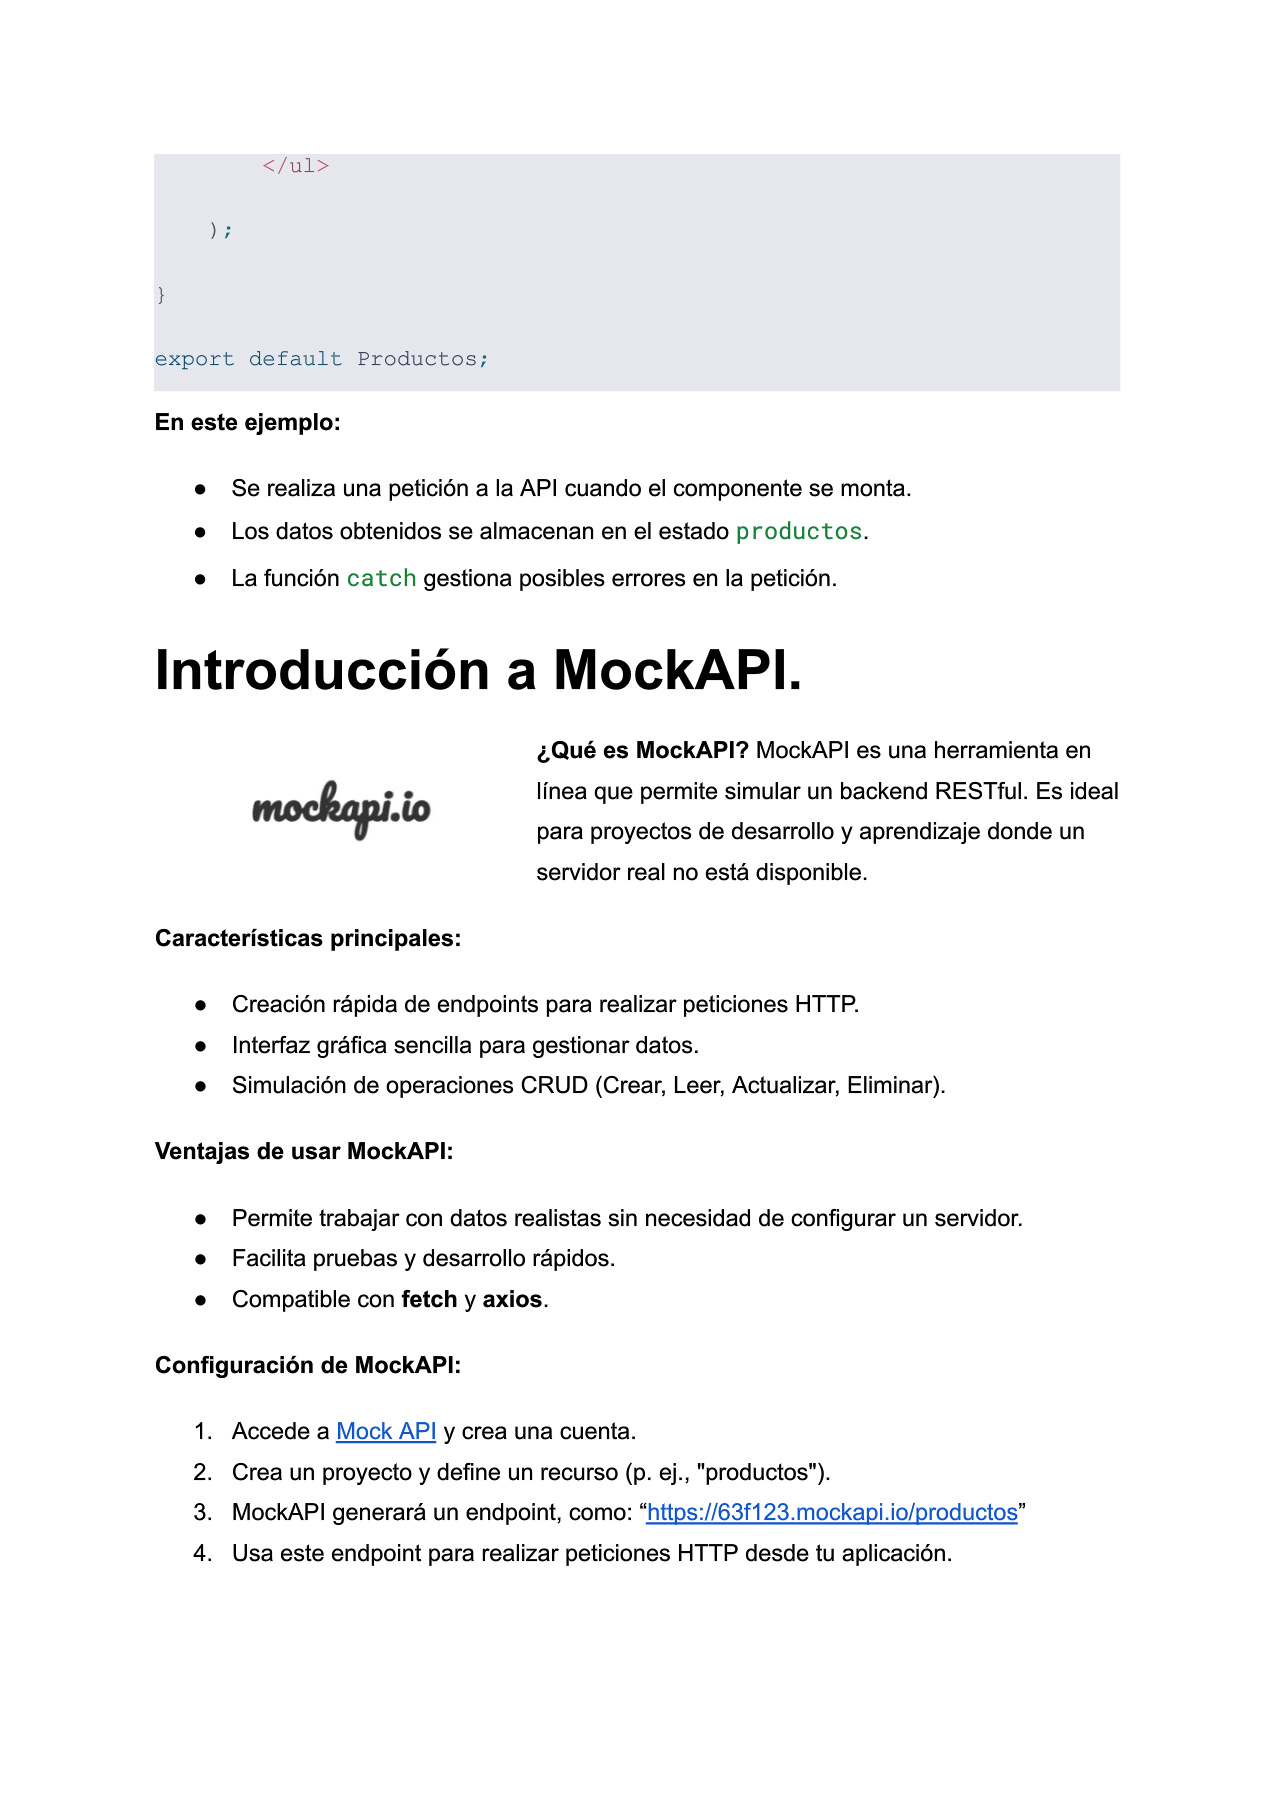 </ul>
);
}
export default Productos;
En este ejemplo:
● Se realiza una petición a la API cuando el componente se monta.
● Los datos obtenidos se almacenan en el estado productos.
● La función catch gestiona posibles errores en la petición.
Introducción a MockAPI.
mockapi.io
¿Qué es MockAPI? MockAPI es una herramienta en
línea que permite simular un backend RESTful. Es ideal
para proyectos de desarrollo y aprendizaje donde un
servidor real no está disponible.
Características principales:
● Creación rápida de endpoints para realizar peticiones HTTP.
● Interfaz gráfica sencilla para gestionar datos.
● Simulación de operaciones CRUD (Crear, Leer, Actualizar, Eliminar).
Ventajas de usar MockAPI:
● Permite trabajar con datos realistas sin necesidad de configurar un servidor.
● Facilita pruebas y desarrollo rápidos.
● Compatible con fetch y axios.
Configuración de MockAPI:
1. Accede a Mock API y crea una cuenta.
2. Crea un proyecto y define un recurso (p. ej., "productos").
3. MockAPI generará un endpoint, como: “https://63f123.mockapi.io/productos”
4. Usa este endpoint para realizar peticiones HTTP desde tu aplicación.